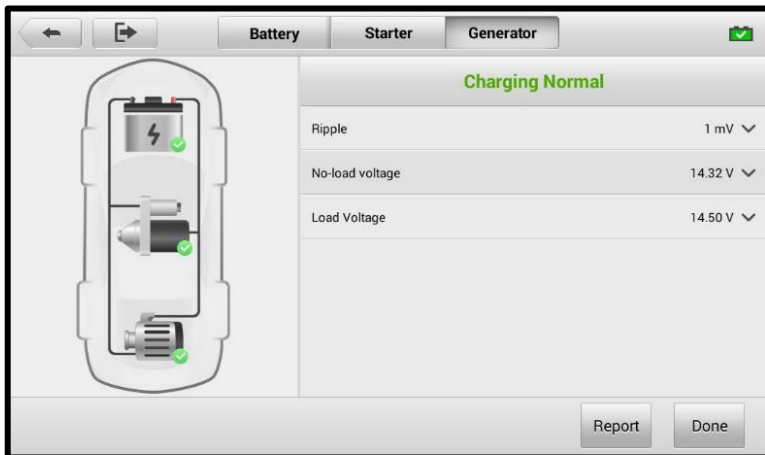 Battery Starter Generator
Charging Normal
Ripple 1 mV
No-load voltage 14.32 V
Load Voltage 14.50 V
Report Done